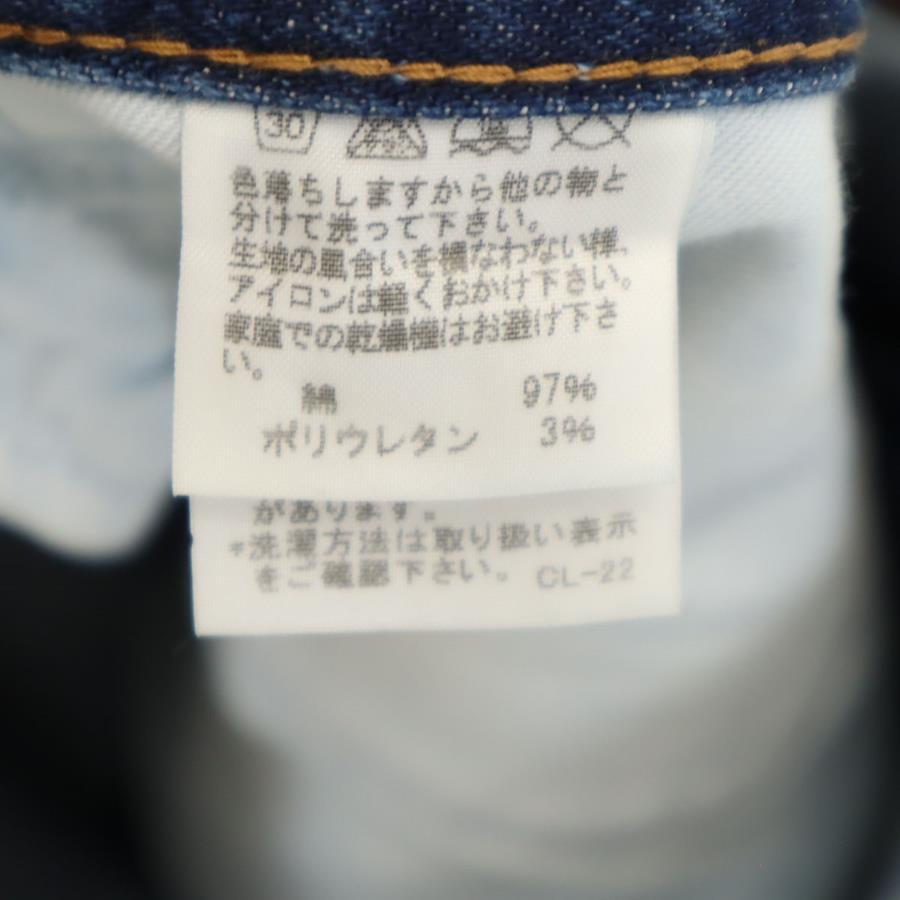 30
色落ちしますから他の物と
分けて洗って下さい。
生地の風合いを損なわない様、
アイロンは軽くおかけ下さい。
家庭での乾燥機はお避け下さ
い。
綿 97%
ポリウレタン 3%
があります。
*洗濯方法は取り扱い表示
をご確認下さい。 CL-22